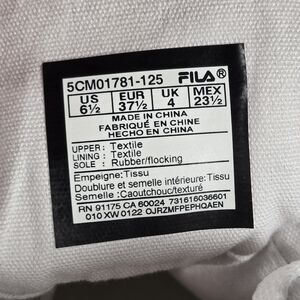 5CM01781-125 FILA®
US EUR UK MEX
6½ 37½ 4 23½
MADE IN CHINA
FABRIQUÉ EN CHINE
HECHO EN CHINA
UPPER : Textile
LINING : Textile
SOLE : Rubber/flocking
Empeigne:Tissu
Doublure et semelle intérieure:Tissu
Semelle :Caoutchouc/texturé
RN 91175 CA 60024 731616036601
010 XW 0122 OJRZMFPEPHQAEN